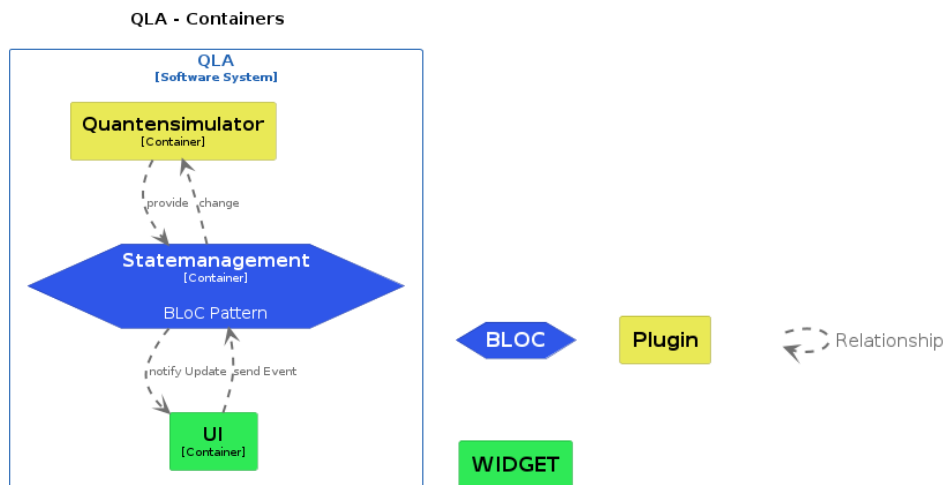 QLA - Containers
QLA
[Software System]
Quantensimulator
[Container]
provide
change
Statemanagement
[Container]
BLoC Pattern
notify Update
send Event
UI
[Container]
BLOC
Plugin
Relationship
WIDGET